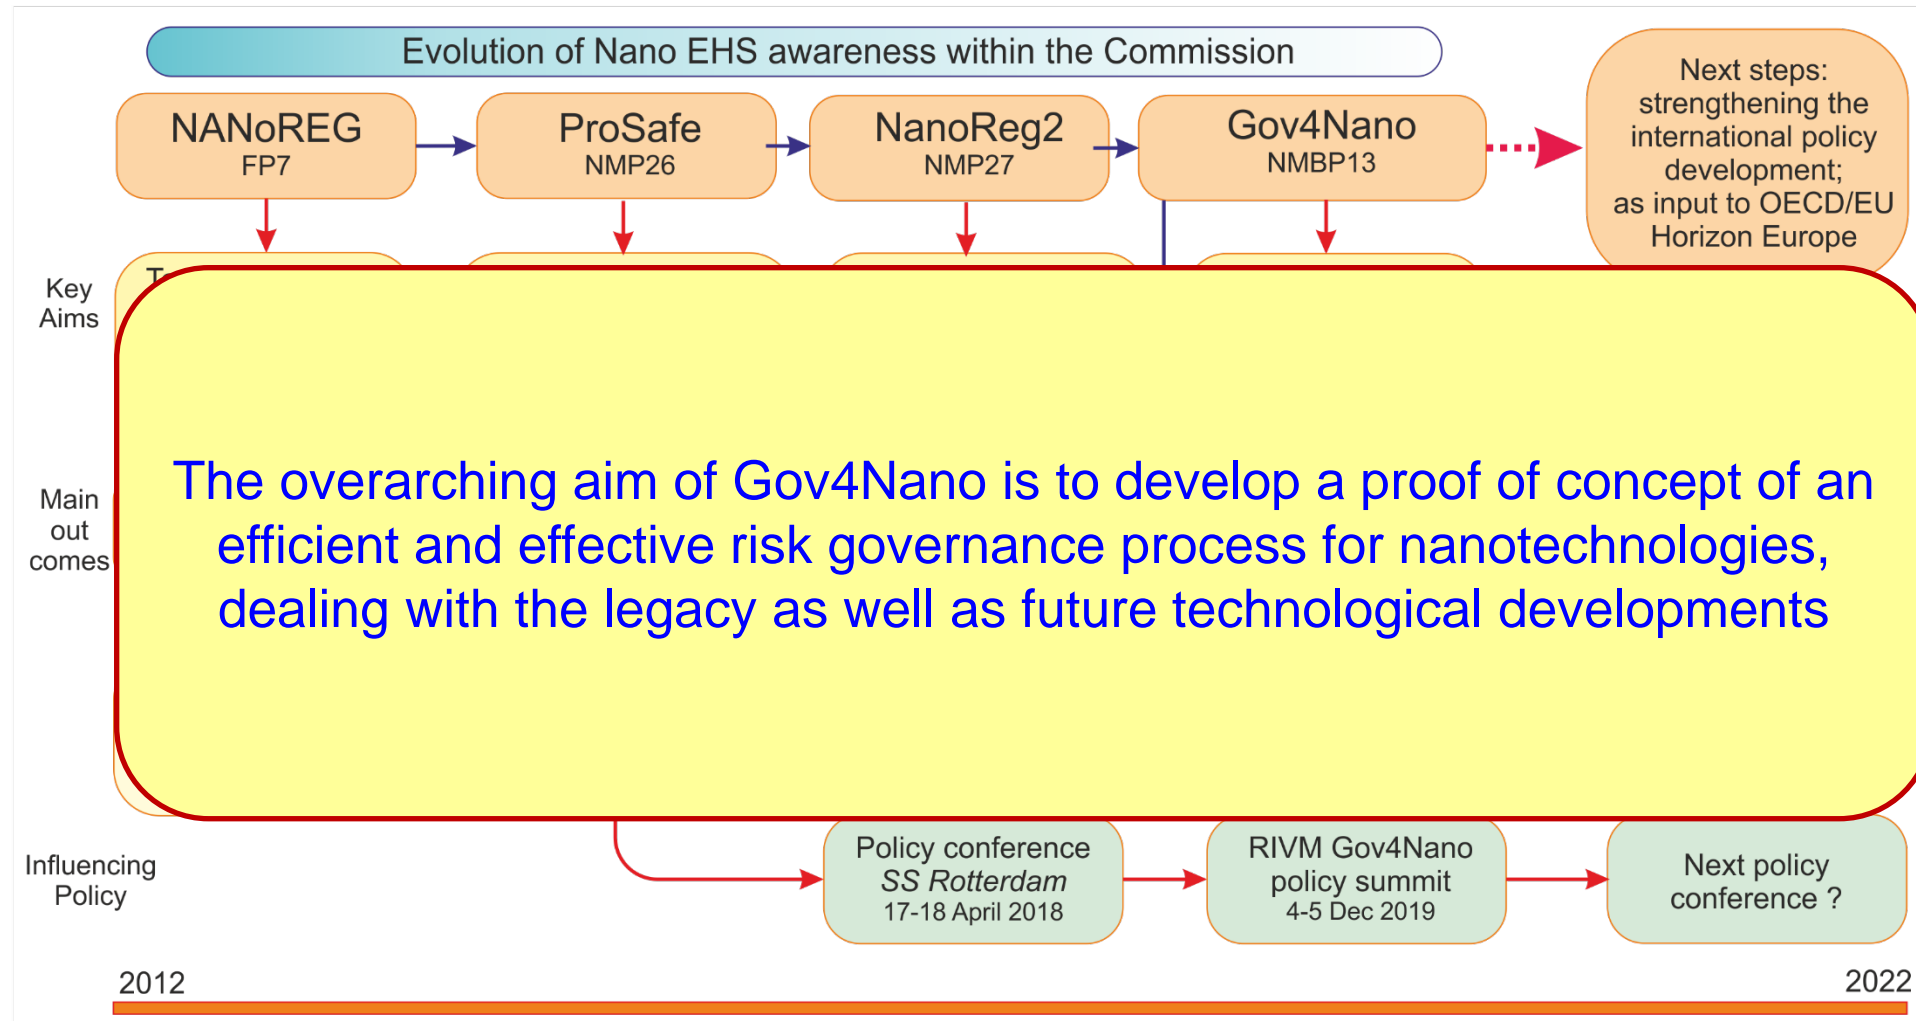 Evolution of Nano EHS awareness within the Commission
NANoREG
FP7
ProSafe
NMP26
NanoReg2
NMP27
Gov4Nano
NMBP13
Next steps:
strengthening the
international policy
development;
as input to OECD/EU
Horizon Europe
Key
Aims
The overarching aim of Gov4Nano is to develop a proof of concept of an
efficient and effective risk governance process for nanotechnologies,
dealing with the legacy as well as future technological developments
Main
out
comes
Influencing
Policy
Policy conference
SS Rotterdam
17-18 April 2018
RIVM Gov4Nano
policy summit
4-5 Dec 2019
Next policy
conference ?
2012
2022